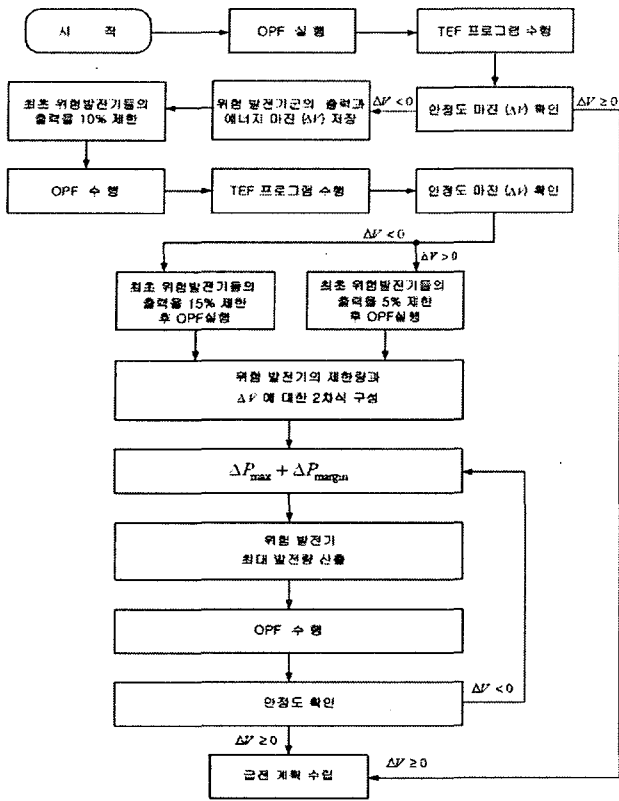 시 작
OPF 실 행
TEF 프로그램 수행
안정도 마진 (ΔV) 확인
ΔV ≥ 0
ΔV < 0
위험 발전기군의 출력과
에너지 마진 (ΔV) 저장
최초 위험발전기들의
출력을 10% 제한
OPF 수 행
TEF 프로그램 수행
안정도 마진 (ΔV) 확인
ΔV < 0
ΔV > 0
최초 위험발전기들의
출력을 15% 제한
후 OPF실행
최초 위험발전기들의
출력을 5% 제한
후 OPF실행
위험 발전기의 제한량과
ΔV 에 대한 2차식 구성
ΔPmax + ΔPmargin
위험 발전기
최대 발전량 산출
OPF 수 행
안정도 확인
ΔV < 0
ΔV ≥ 0
급전 계획 수립
ΔV ≥ 0